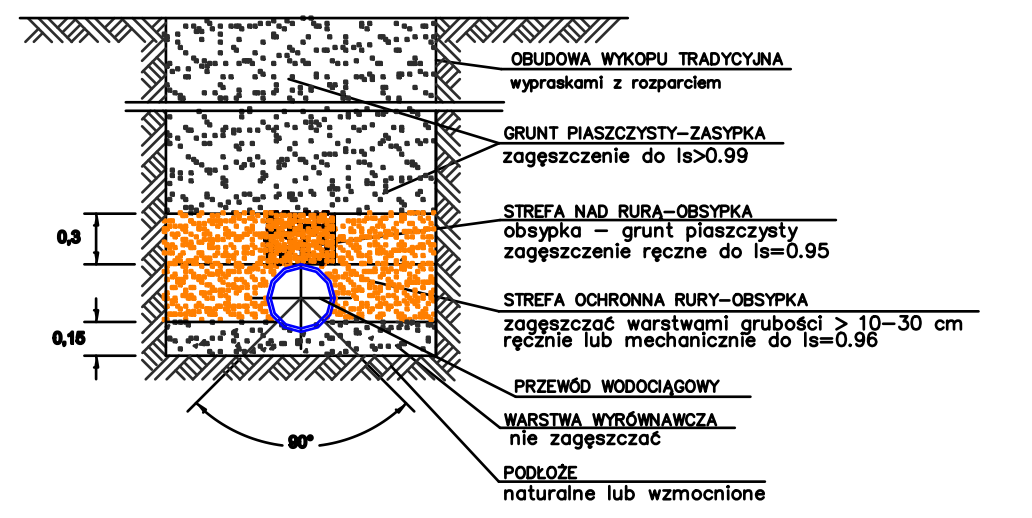 OBUDOWA WYKOPU TRADYCYJNA
wypraskami z rozparciem
GRUNT PIASZCZYSTY-ZASYPKA
zagęszczenie do Is>0.99
STREFA NAD RURĄ-OBSYPKA
obsypka - grunt piaszczysty
zagęszczenie ręczne do Is=0.95
0,3
STREFA OCHRONNA RURY-OBSYPKA
zagęszczać warstwami grubości > 10-30 cm
ręcznie lub mechanicznie do Is=0.96
0,15
PRZEWÓD WODOCIĄGOWY
WARSTWA WYRÓWNAWCZA
nie zagęszczać
90°
PODŁOŻE
naturalne lub wzmocnione